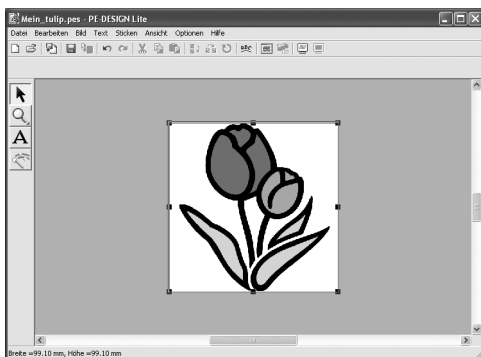 Mein_tulip.pes - PE-DESIGN Lite
Datei Bearbeiten Bild Text Sticken Ansicht Optionen Hilfe
A
Breite =99.10 mm, Höhe =99.10 mm